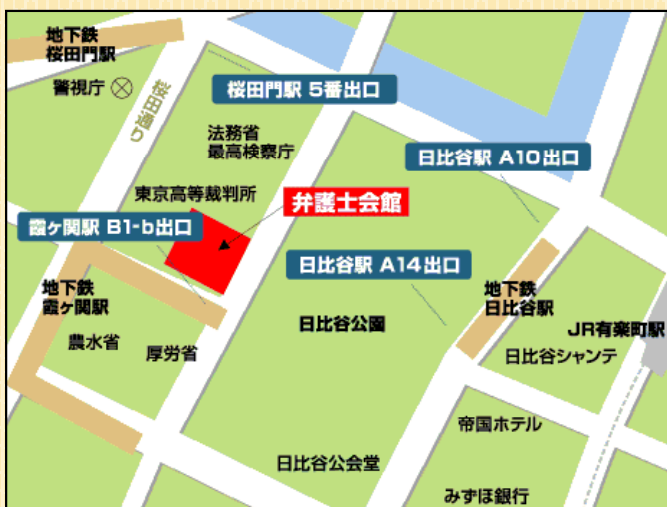 地下鉄
桜田門駅
警視庁
桜田通り
桜田門駅 5番出口
法務省
最高検察庁
日比谷駅 A10出口
東京高等裁判所
弁護士会館
霞ヶ関駅 B1-b出口
日比谷駅 A14出口
地下鉄
霞ヶ関駅
地下鉄
日比谷駅
日比谷公園
JR有楽町駅
農水省
厚労省
日比谷シャンテ
帝国ホテル
日比谷公会堂
みずほ銀行